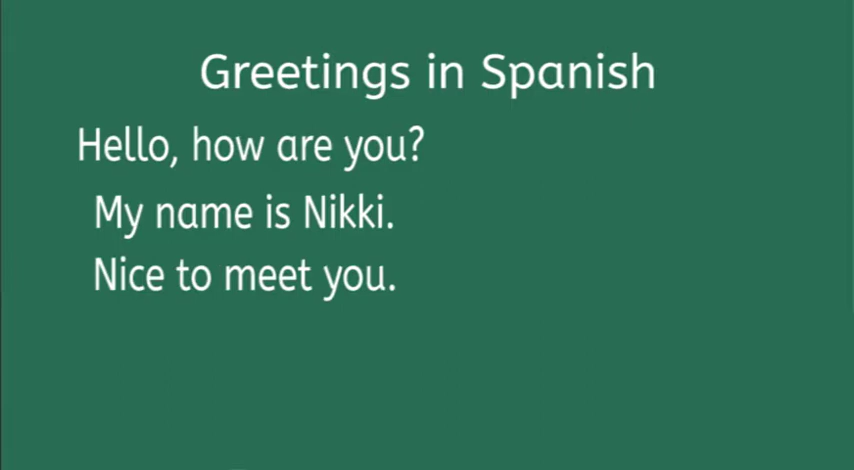 Greetings in Spanish
Hello, how are you?
My name is Nikki.
Nice to meet you.